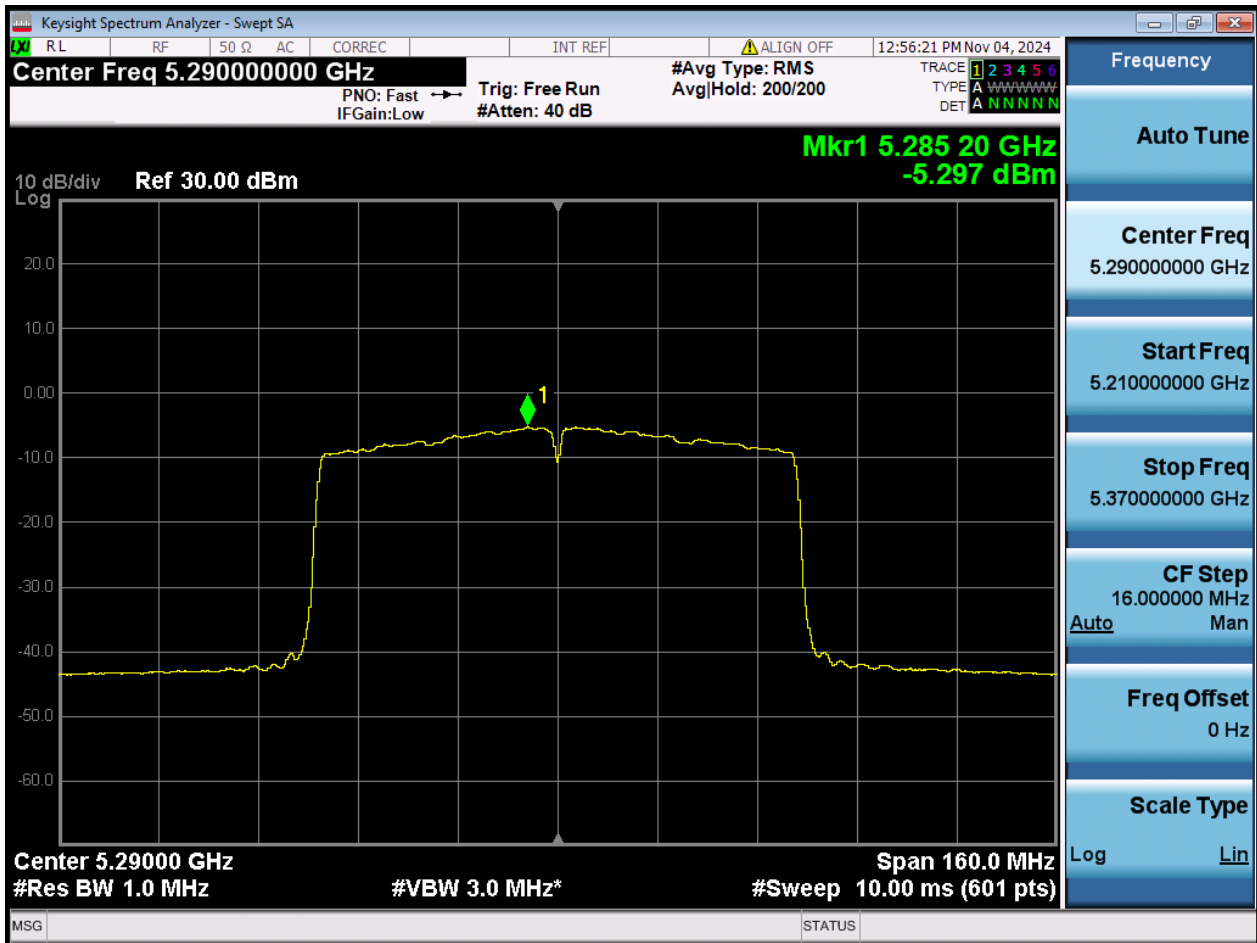 Keysight Spectrum Analyzer - Swept SA
LXI RL RF 50 Ω AC CORREC INT REF ALIGN OFF 12:56:21 PM Nov 04, 2024
Center Freq 5.290000000 GHz
PNO: Fast
IFGain:Low
Trig: Free Run
#Atten: 40 dB
#Avg Type: RMS
Avg|Hold: 200/200
TRACE 1 2 3 4 5 6
TYPE A WWWWW
DET A N N N N N
Mkr1 5.285 20 GHz
-5.297 dBm
10 dB/div Ref 30.00 dBm
Log
20.0
10.0
0.00
-10.0
-20.0
-30.0
-40.0
-50.0
-60.0
1
Center 5.29000 GHz Span 160.0 MHz
#Res BW 1.0 MHz #VBW 3.0 MHz* #Sweep 10.00 ms (601 pts)
MSG STATUS
Frequency
Auto Tune
Center Freq
5.290000000 GHz
Start Freq
5.210000000 GHz
Stop Freq
5.370000000 GHz
CF Step
16.000000 MHz
Auto Man
Freq Offset
0 Hz
Scale Type
Log Lin